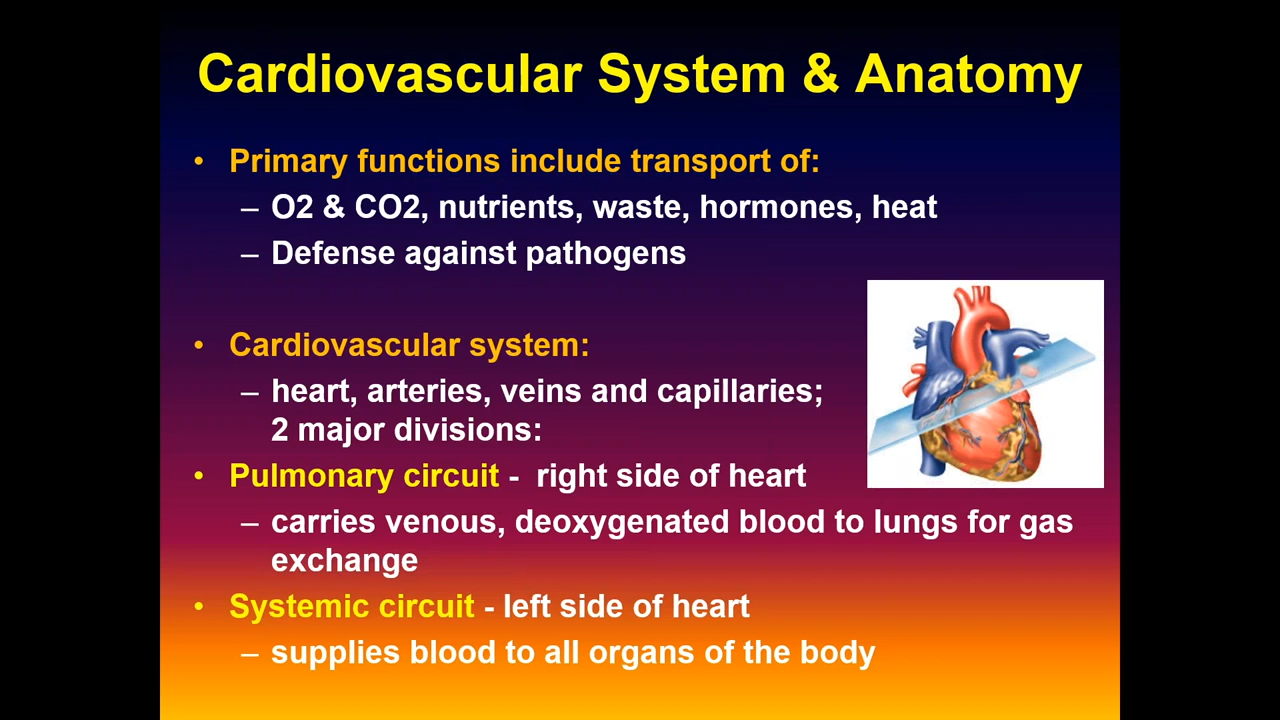 Cardiovascular System & Anatomy
• Primary functions include transport of:
– O2 & CO2, nutrients, waste, hormones, heat
– Defense against pathogens
• Cardiovascular system:
– heart, arteries, veins and capillaries;
2 major divisions:
• Pulmonary circuit - right side of heart
– carries venous, deoxygenated blood to lungs for gas
exchange
• Systemic circuit - left side of heart
– supplies blood to all organs of the body